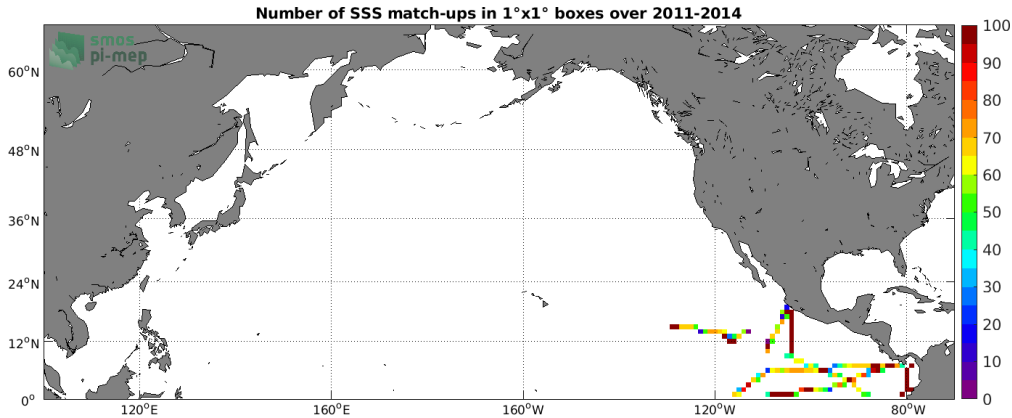 Number of SSS match-ups in 1°x1° boxes over 2011-2014
smos
pi-mep
60°N
48°N
36°N
24°N
12°N
0°
120°E
160°E
160°W
120°W
80°W
100
90
80
70
60
50
40
30
20
10
0